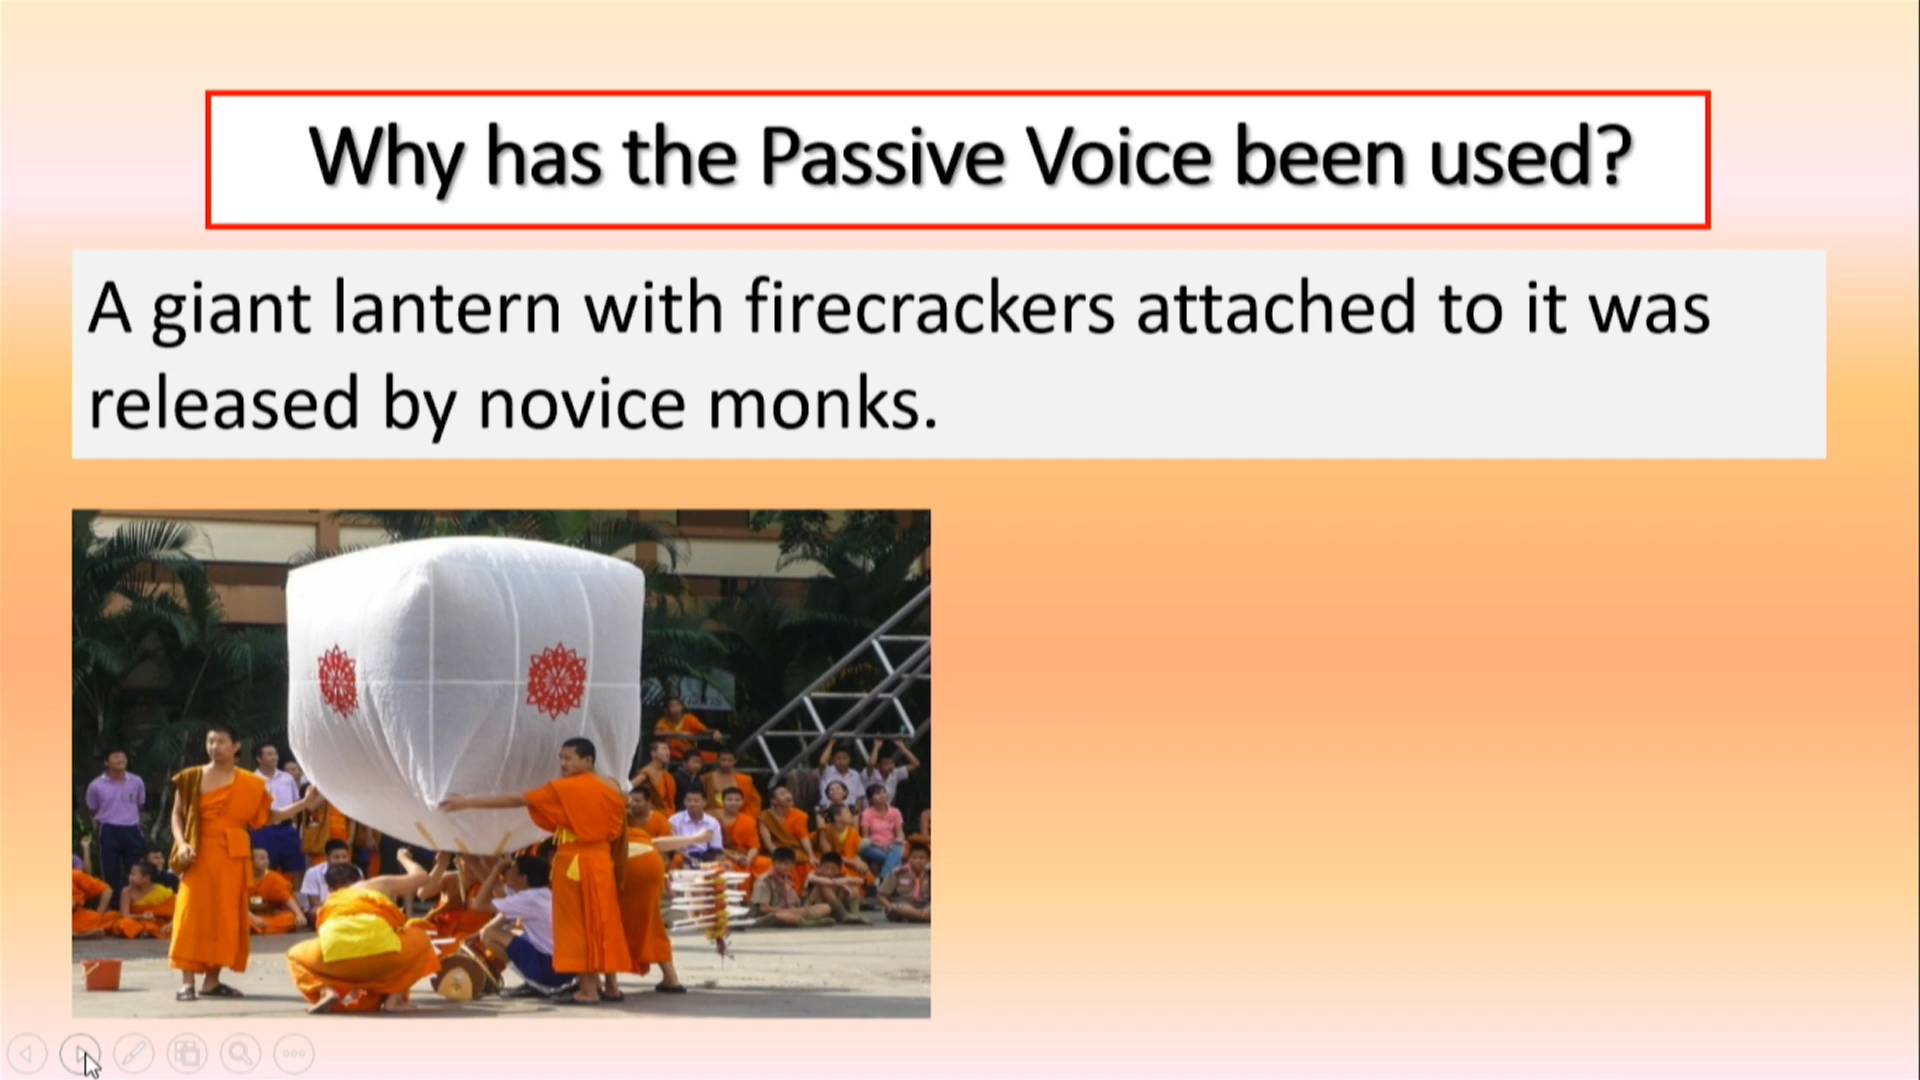 Why has the Passive Voice been used?
A giant lantern with firecrackers attached to it was
released by novice monks.